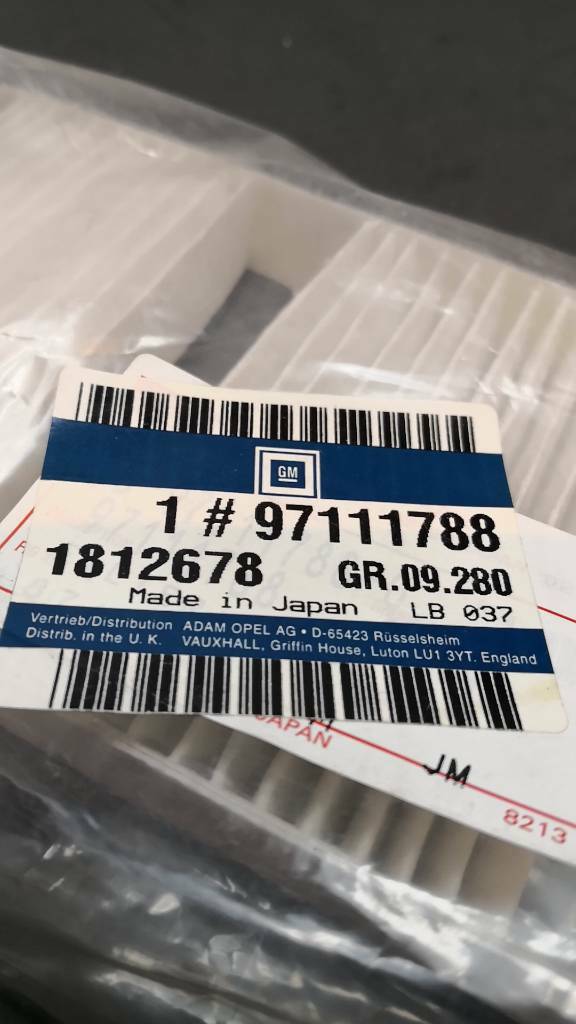 GM
1 # 97111788
1812678 GR.09.280
Made in Japan LB 037
Vertrieb/Distribution ADAM OPEL AG • D-65423 Rüsselsheim
Distrib. in the U. K. VAUXHALL, Griffin House, Luton LU1 3YT. England
JAPAN
JM
8213